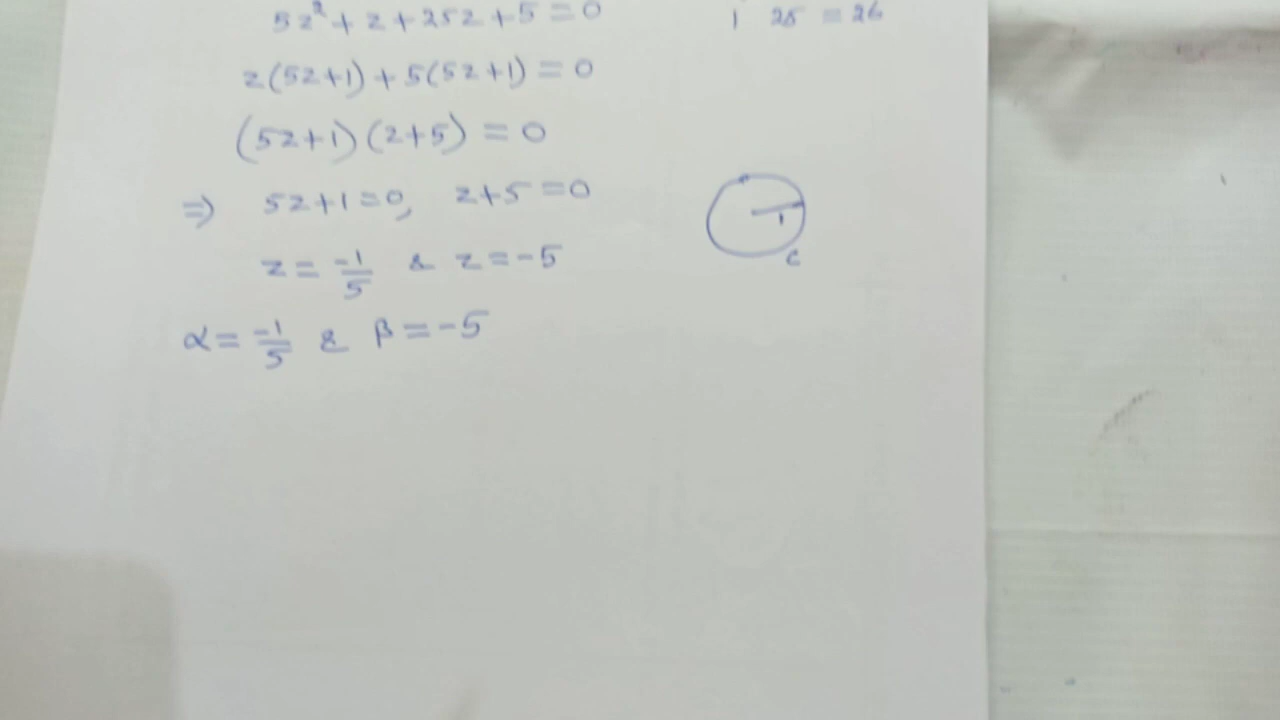 5z² + z + 25z + 5 = 0
1 25 = 26
z(5z+1) + 5(5z+1) = 0
(5z+1)(z+5) = 0
⇒ 5z+1=0, z+5=0
z = -1/5 & z = -5
α = -1/5 & β = -5
1
c